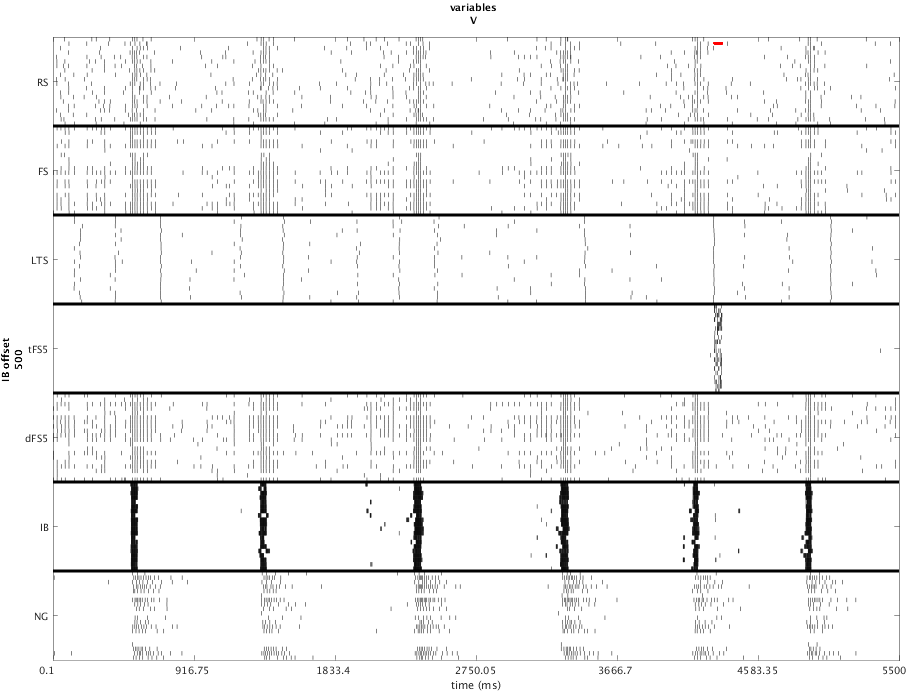 variables
V
RS
FS
LTS
IB offset
500
tFS5
dFS5
IB
NG
0.1 916.75 1833.4 2750.05 3666.7 4583.35 5500
time (ms)